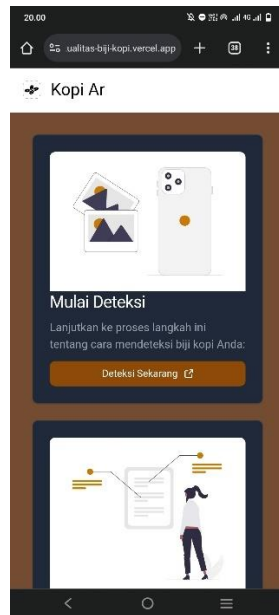 20.00
4G
ualitas-biji-kopi.vercel.app
38
Kopi Ar
Mulai Deteksi
Lanjutkan ke proses langkah ini
tentang cara mendeteksi biji kopi Anda:
Deteksi Sekarang